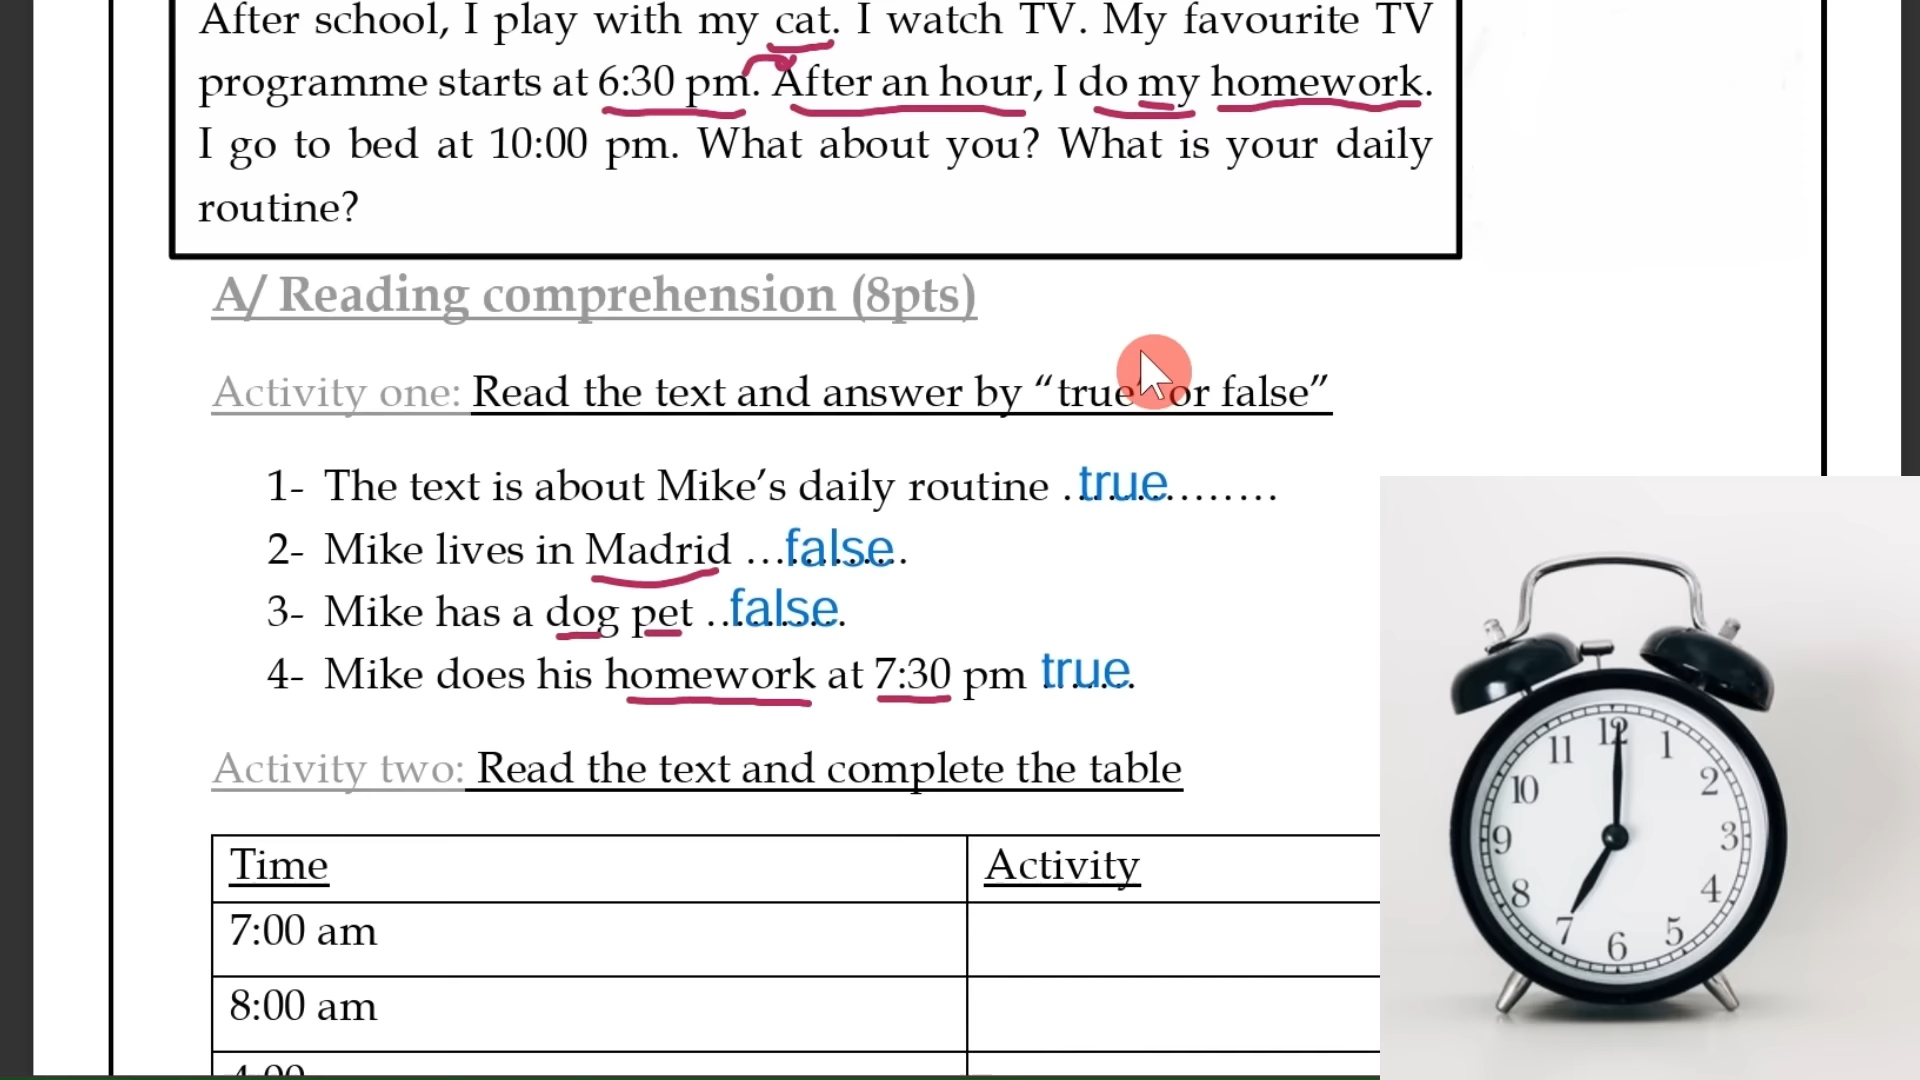 After school, I play with my cat. I watch TV. My favourite TV
programme starts at 6:30 pm. After an hour, I do my homework.
I go to bed at 10:00 pm. What about you? What is your daily
routine?
A/ Reading comprehension (8pts)
Activity one: Read the text and answer by “true” or false”
1- The text is about Mike’s daily routine .true..............
2- Mike lives in Madrid ...false.
3- Mike has a dog pet ..false.
4- Mike does his homework at 7:30 pm true.
Activity two: Read the text and complete the table
Time Activity
7:00 am
8:00 am
4:00
12
11 1
10 2
9 3
8 4
7 6 5